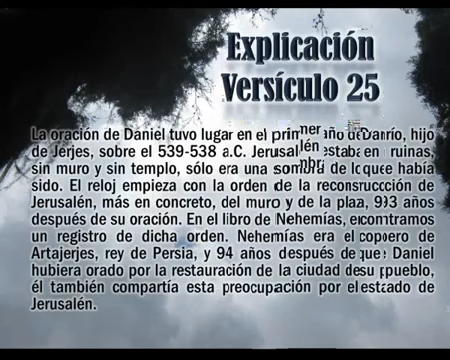 Explicación
Versículo 25
La oración de Daniel tuvo lugar en el primer año de Darío, hijo
de Jerjes, sobre el 539-538 a.C. Jerusalén estaba en ruinas,
sin muro y sin templo, sólo era una sombra de lo que había
sido. El reloj empieza con la orden de la reconstrucción de
Jerusalén, más en concreto, del muro y de la plaza, 93 años
después de su oración. En el libro de Nehemías, encontramos
un registro de dicha orden. Nehemías era el copero de
Artajerjes, rey de Persia, y 94 años después de que Daniel
hubiera orado por la restauración de la ciudad de su pueblo,
él también compartía esta preocupación por el estado de
Jerusalén.